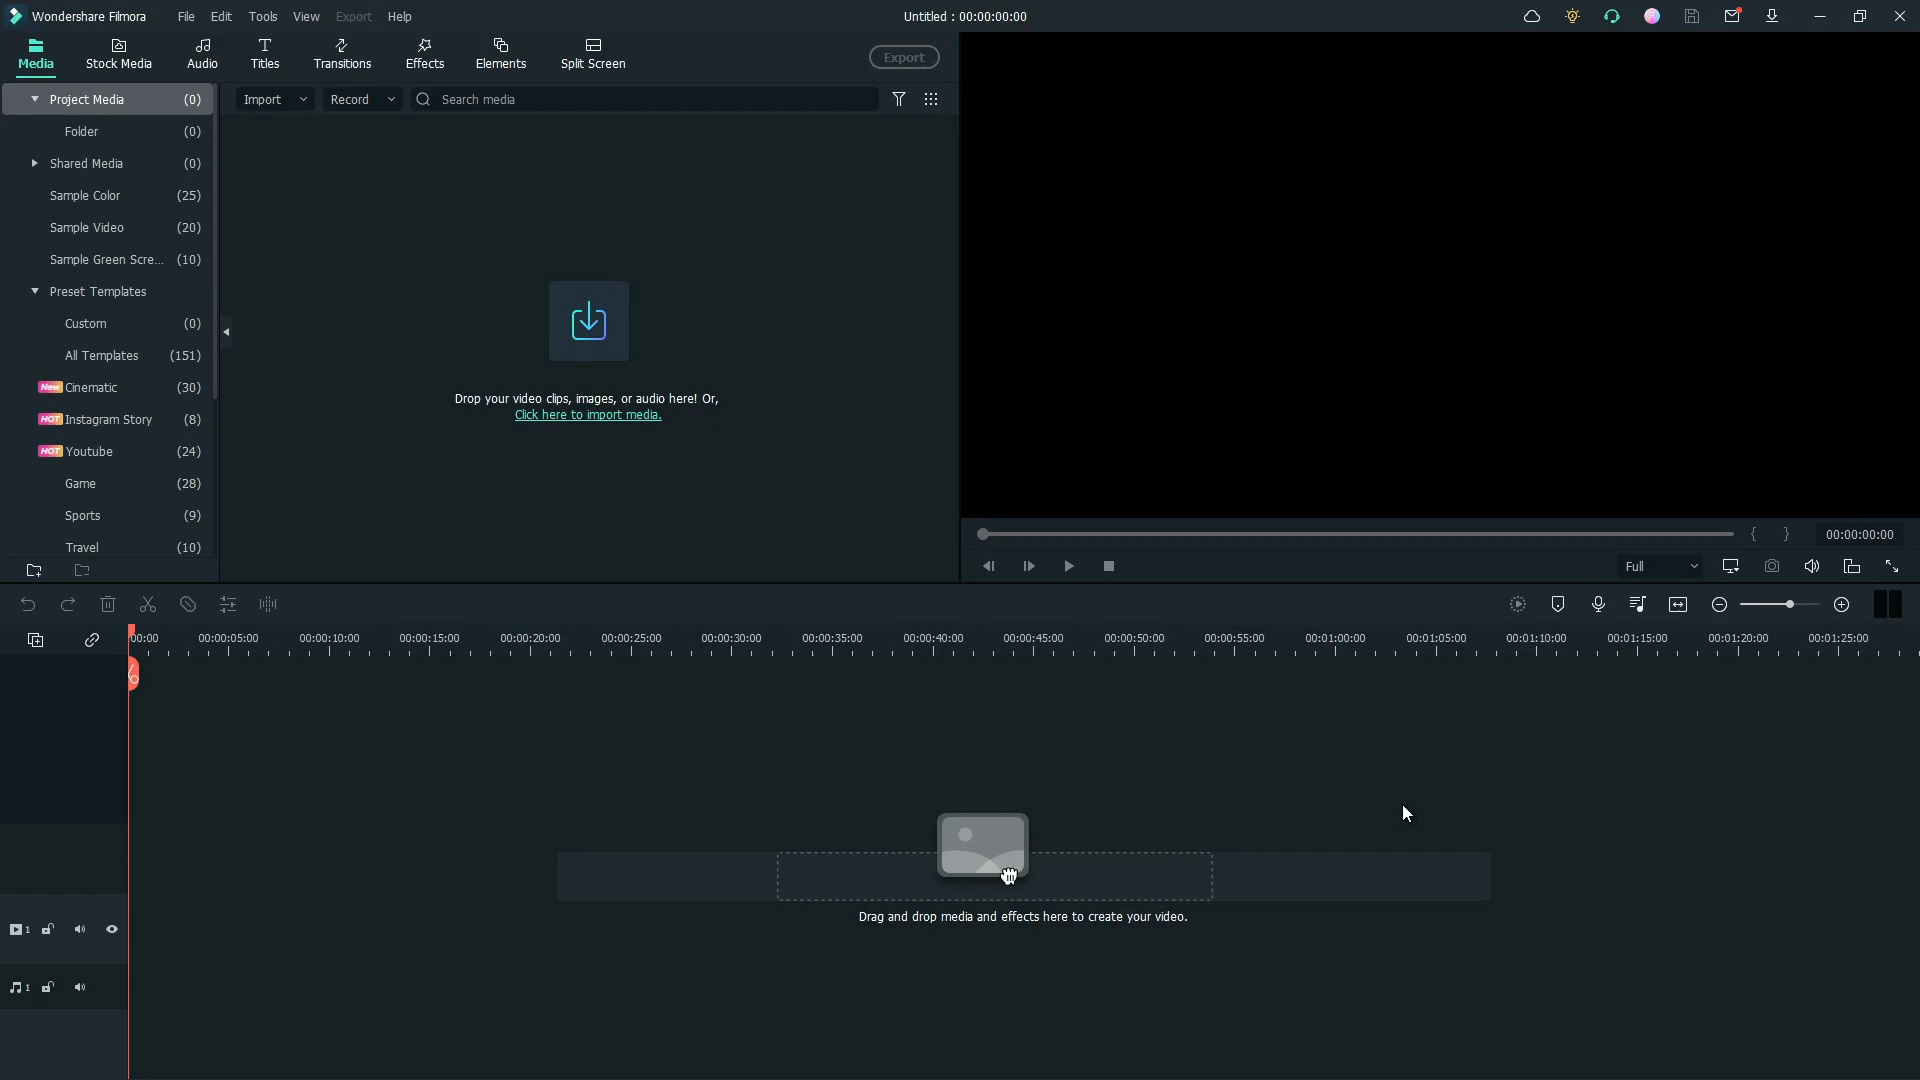 Wondershare Filmora File Edit Tools View Export Help Untitled : 00:00:00:00
Media Stock Media Audio Titles Transitions Effects Elements Split Screen Export
Project Media (0) Import Record Search media
Folder (0)
Shared Media (0)
Sample Color (25)
Sample Video (20)
Sample Green Scre... (10)
Preset Templates
Custom (0)
All Templates (151)
New Cinematic (30)
HOT Instagram Story (8)
HOT Youtube (24)
Game (28)
Sports (9)
Travel (10)
Drop your video clips, images, or audio here! Or,
Click here to import media.
{ } 00:00:00:00
Full
00:00 00:00:05:00 00:00:10:00 00:00:15:00 00:00:20:00 00:00:25:00 00:00:30:00 00:00:35:00 00:00:40:00 00:00:45:00 00:00:50:00 00:00:55:00 00:01:00:00 00:01:05:00 00:01:10:00 00:01:15:00 00:01:20:00 00:01:25:00
Drag and drop media and effects here to create your video.
1
1